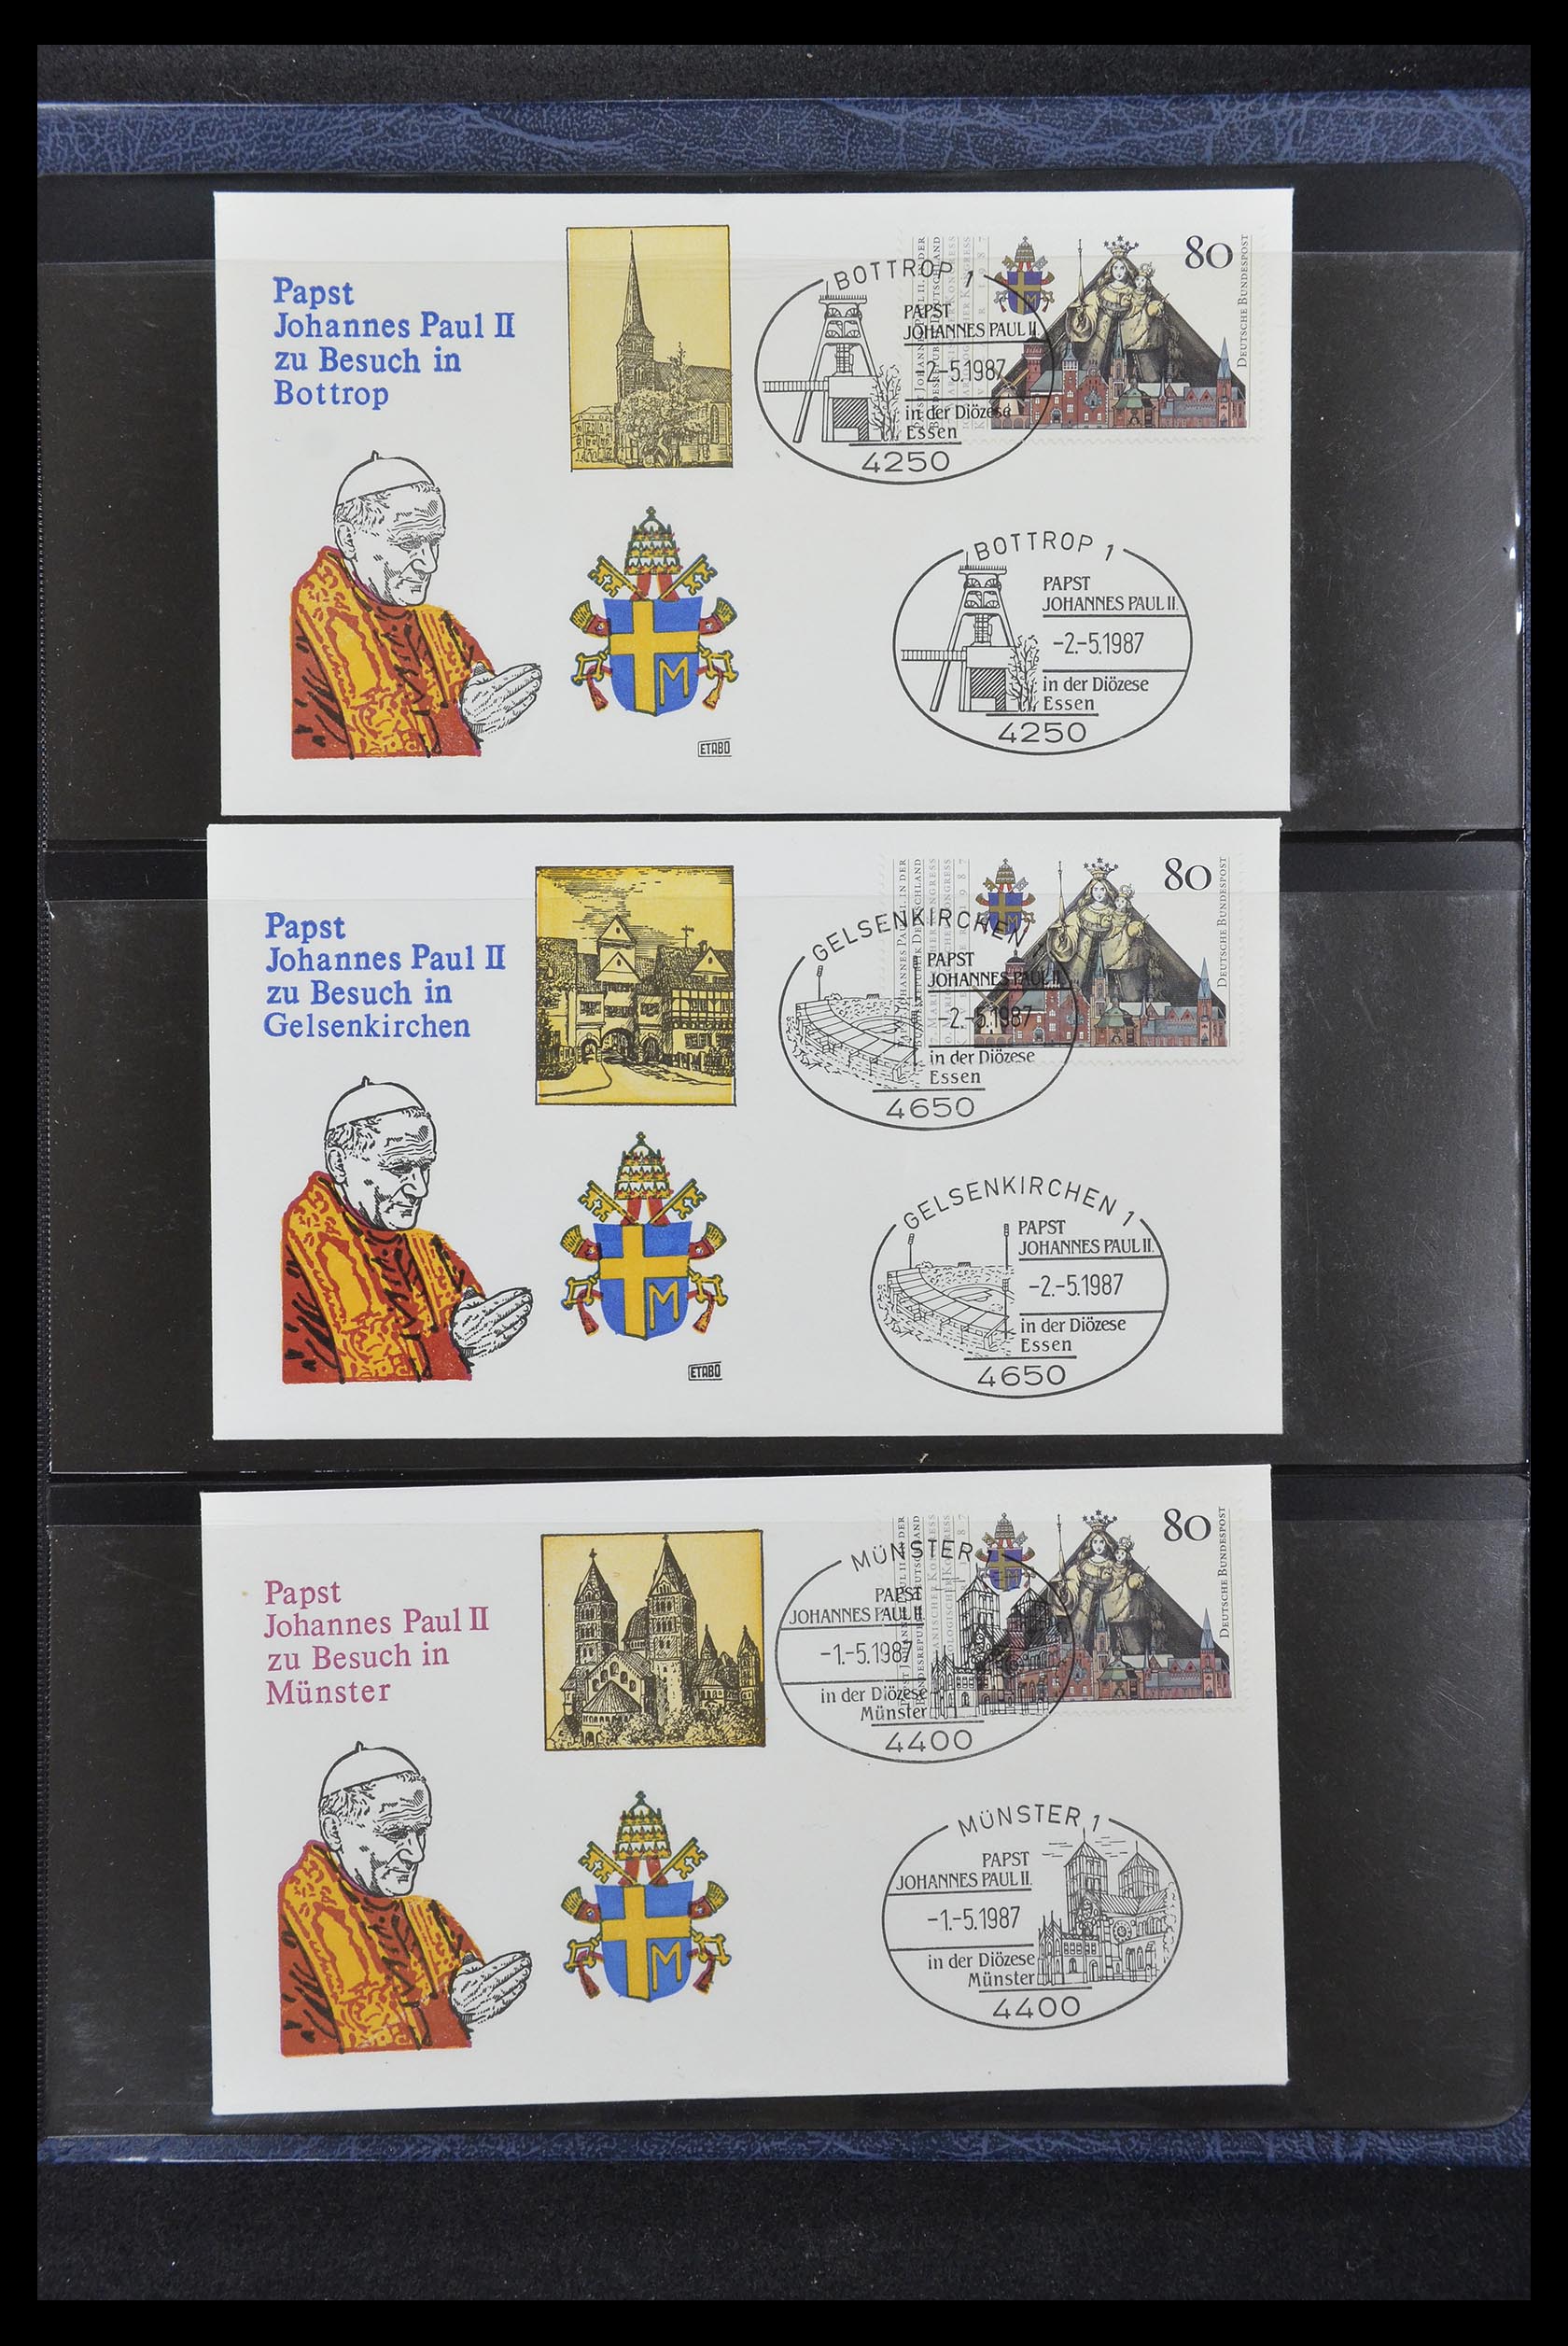 Papst
Johannes Paul II
zu Besuch in
Bottrop
80
DEUTSCHE BUNDESPOST
BOTTROP 1
PAPST
JOHANNES PAUL II.
-2.-5.1987
in der Diözese
Essen
4250
BOTTROP 1
PAPST
JOHANNES PAUL II.
-2.-5.1987
in der Diözese
Essen
4250
M
ETABO
Papst
Johannes Paul II
zu Besuch in
Gelsenkirchen
80
DEUTSCHE BUNDESPOST
GELSENKIRCHEN
PAPST
JOHANNES PAUL II.
-2.-5.1987
in der Diözese
Essen
4650
GELSENKIRCHEN 1
PAPST
JOHANNES PAUL II.
-2.-5.1987
in der Diözese
Essen
4650
M
ETABO
Papst
Johannes Paul II
zu Besuch in
Münster
80
DEUTSCHE BUNDESPOST
MÜNSTER
PAPST
JOHANNES PAUL II.
-1.-5.1987
in der Diözese
Münster
4400
MÜNSTER 1
PAPST
JOHANNES PAUL II.
-1.-5.1987
in der Diözese
Münster
4400
M